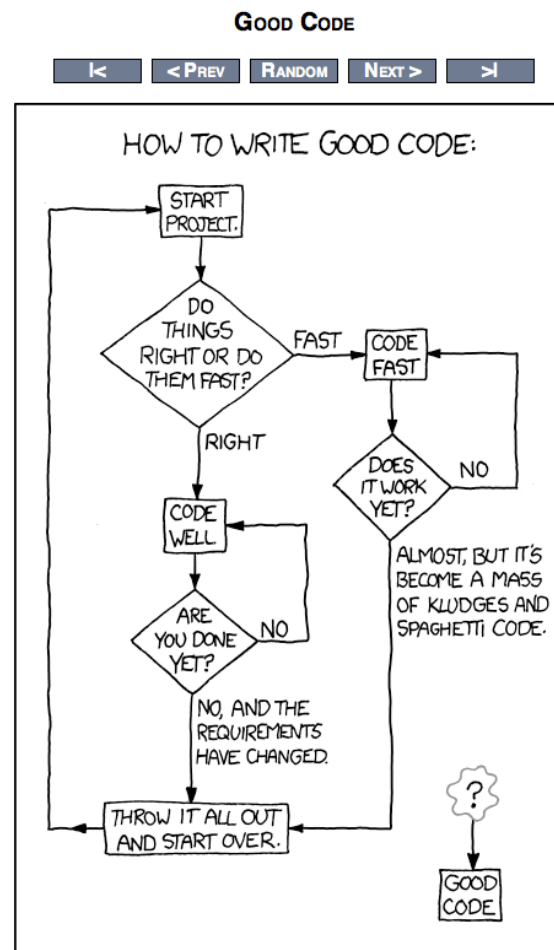 GOOD CODE
|<
< PREV
RANDOM
NEXT >
>|
HOW TO WRITE GOOD CODE:
START
PROJECT.
DO
THINGS
RIGHT OR DO
THEM FAST?
FAST
CODE
FAST
RIGHT
DOES
IT WORK
YET?
NO
CODE
WELL
ALMOST, BUT IT'S
BECOME A MASS
OF KLUDGES AND
SPAGHETTI CODE.
ARE
YOU DONE
YET?
NO
NO, AND THE
REQUIREMENTS
HAVE CHANGED.
THROW IT ALL OUT
AND START OVER.
?
GOOD
CODE